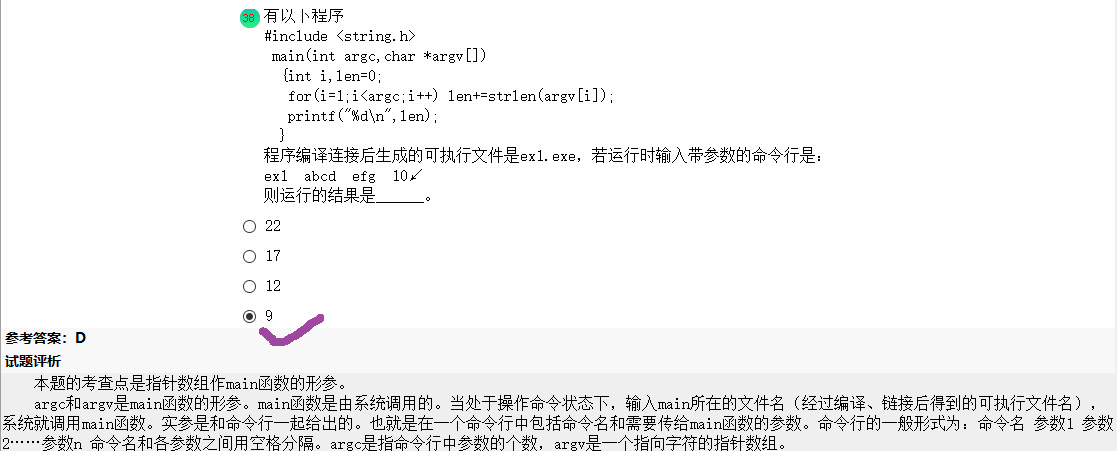 38 有以卜程序
#include <string.h>
main(int argc,char *argv[])
{int i,len=0;
for(i=1;i<argc;i++) len+=strlen(argv[i]);
printf("%d\n",len);
}
程序编译连接后生成的可执行文件是ex1.exe，若运行时输入带参数的命令行是：
ex1 abcd efg 10↙
则运行的结果是______。
22
17
12
9
参考答案：D
试题评析
本题的考查点是指针数组作main函数的形参。
argc和argv是main函数的形参。main函数是由系统调用的。当处于操作命令状态下，输入main所在的文件名（经过编译、链接后得到的可执行文件名），
系统就调用main函数。实参是和命令行一起给出的。也就是在一个命令行中包括命令名和需要传给main函数的参数。命令行的一般形式为：命令名 参数1 参数
2……参数n 命令名和各参数之间用空格分隔。argc是指命令行中参数的个数，argv是一个指向字符的指针数组。